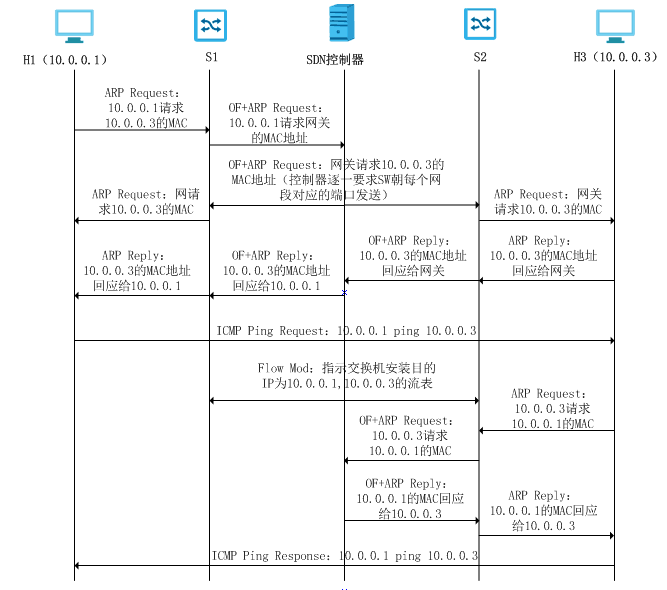 H1（10.0.0.1）
S1
SDN控制器
S2
H3（10.0.0.3）
ARP Request：
10.0.0.1请求
10.0.0.3的MAC
OF+ARP Request：
10.0.0.1请求网关
的MAC地址
OF+ARP Request：网关请求10.0.0.3的
MAC地址（控制器逐一要求SW朝每个网
段对应的端口发送）
ARP Request：网请
求10.0.0.3的MAC
ARP Request：网关
请求10.0.0.3的MAC
ARP Reply：
10.0.0.3的MAC地址
回应给10.0.0.1
OF+ARP Reply：
10.0.0.3的MAC地址
回应给10.0.0.1
OF+ARP Reply：
10.0.0.3的MAC地址
回应给网关
ARP Reply：
10.0.0.3的MAC地址
回应给网关
ICMP Ping Request：10.0.0.1 ping 10.0.0.3
Flow Mod：指示交换机安装目的
IP为10.0.0.1,10.0.0.3的流表
ARP Request：
10.0.0.3请求
10.0.0.1的MAC
OF+ARP Request：
10.0.0.3请求
10.0.0.1的MAC
OF+ARP Reply：
10.0.0.1的MAC回应
给10.0.0.3
ARP Reply：
10.0.0.1的MAC回应
给10.0.0.3
ICMP Ping Response：10.0.0.1 ping 10.0.0.3